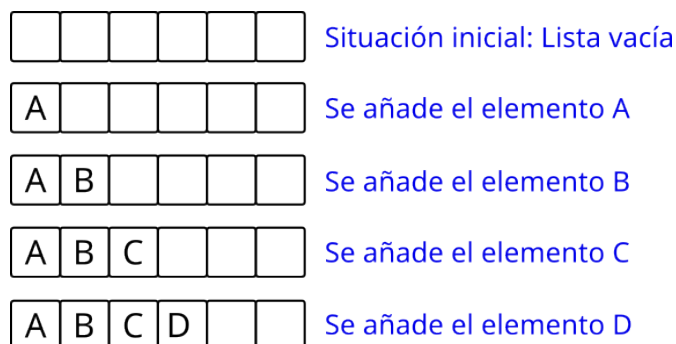 Situación inicial: Lista vacía
A Se añade el elemento A
A B Se añade el elemento B
A B C Se añade el elemento C
A B C D Se añade el elemento D